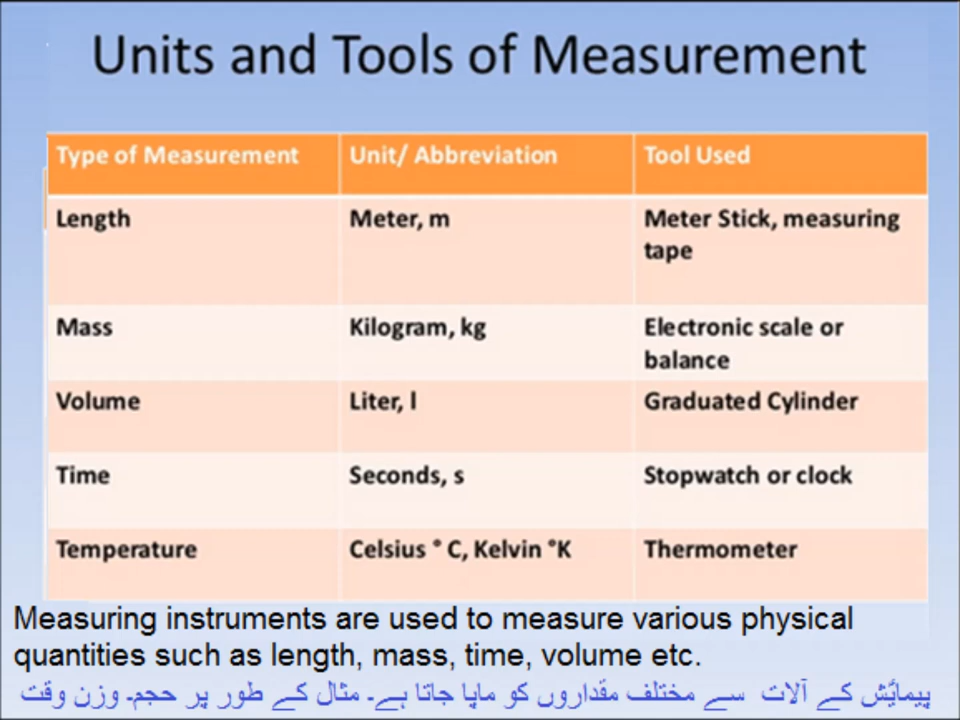 Units and Tools of Measurement
Type of Measurement Unit/ Abbreviation Tool Used
Length Meter, m Meter Stick, measuring
tape
Mass Kilogram, kg Electronic scale or
balance
Volume Liter, l Graduated Cylinder
Time Seconds, s Stopwatch or clock
Temperature Celsius ° C, Kelvin °K Thermometer
Measuring instruments are used to measure various physical
quantities such as length, mass, time, volume etc.
پیمائش کے آلات سے مختلف مقداروں کو ماپا جاتا ہے۔ مثال کے طور پر حجم۔ وزن وقت